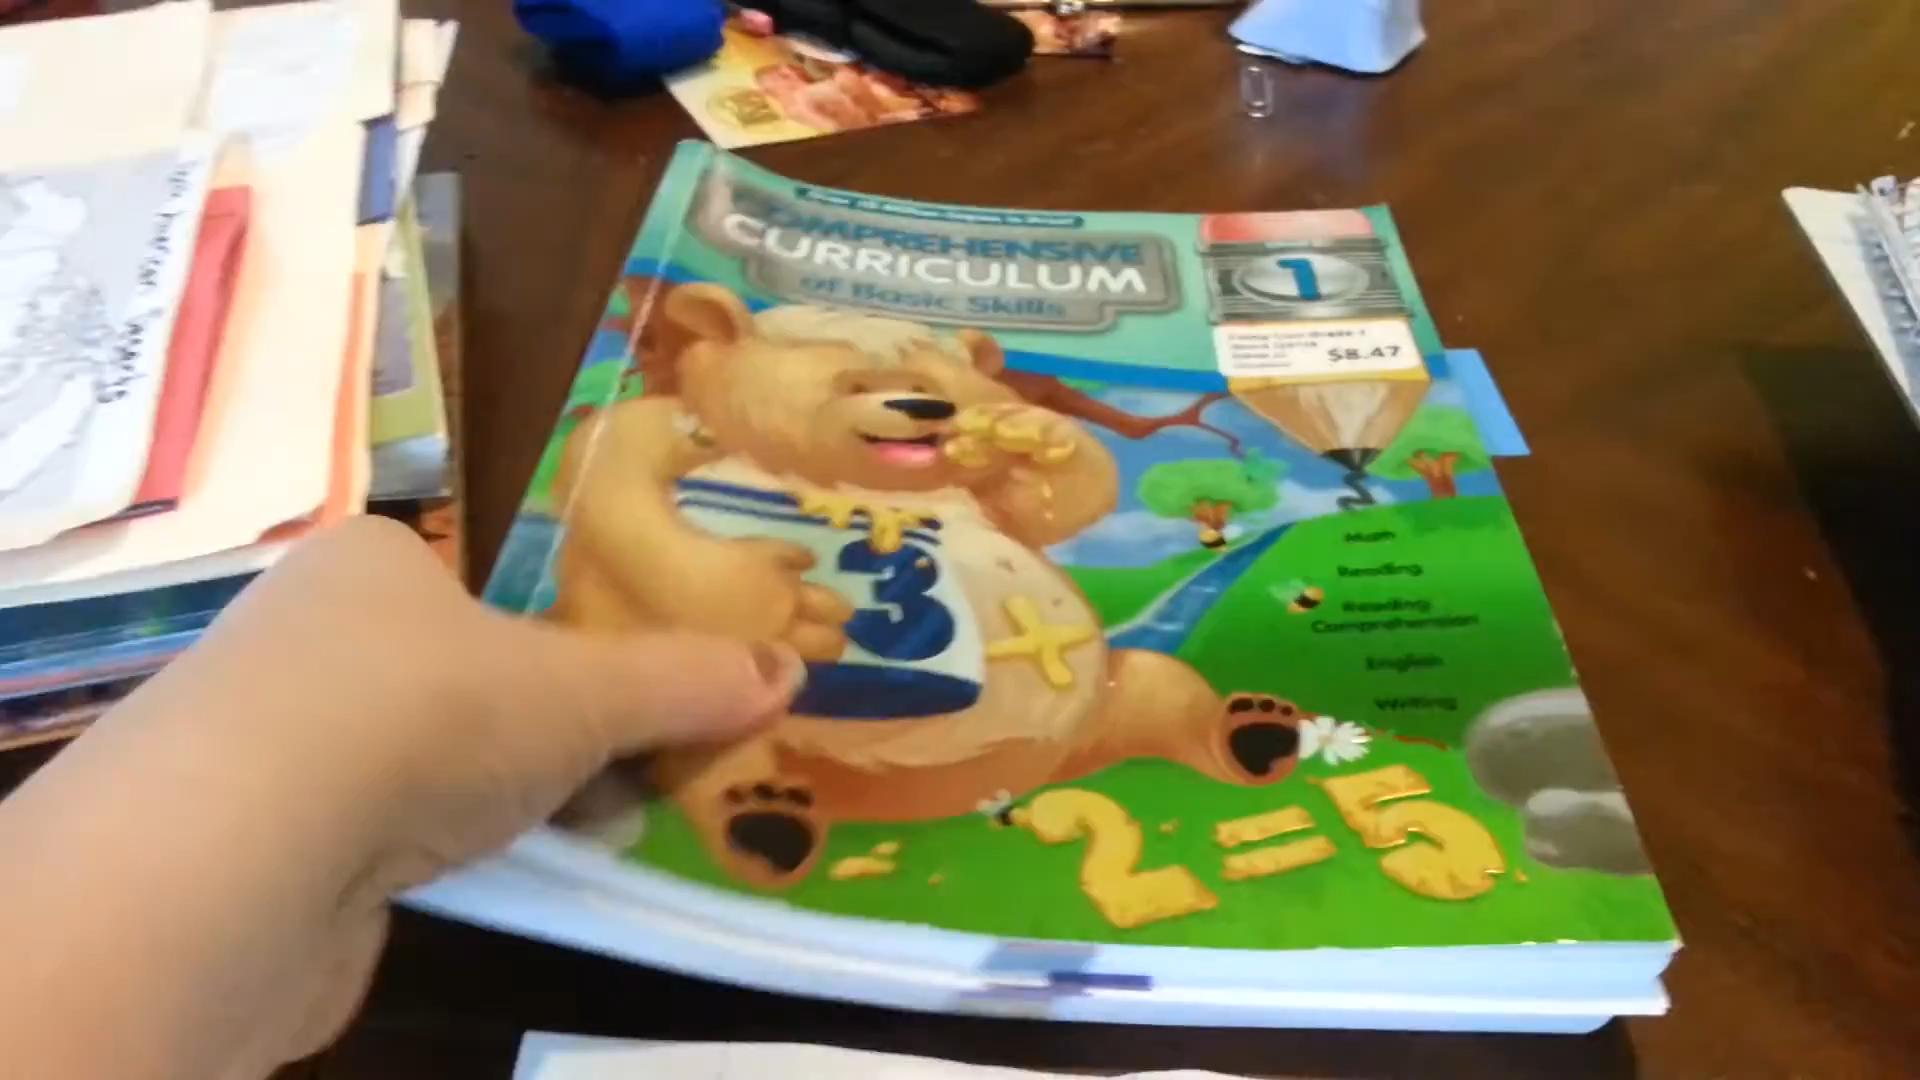 COMPREHENSIVE
CURRICULUM
of Basic Skills
1
$8.47
3
+
Math
Reading
Reading
Comprehension
English
Writing
2=5